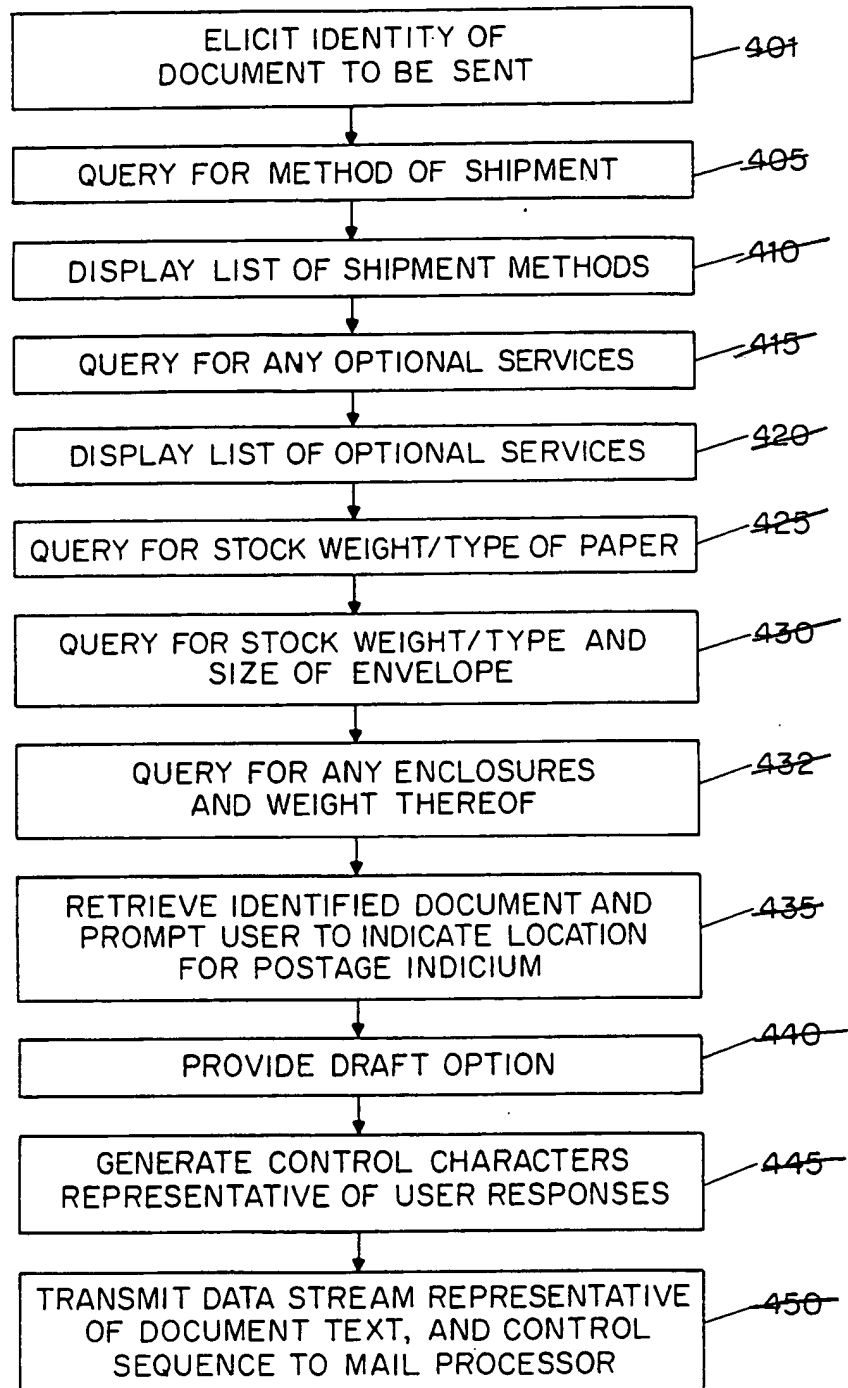 ELICIT IDENTITY OF
DOCUMENT TO BE SENT
401
QUERY FOR METHOD OF SHIPMENT
405
DISPLAY LIST OF SHIPMENT METHODS
410
QUERY FOR ANY OPTIONAL SERVICES
415
DISPLAY LIST OF OPTIONAL SERVICES
420
QUERY FOR STOCK WEIGHT/TYPE OF PAPER
425
QUERY FOR STOCK WEIGHT/TYPE AND
SIZE OF ENVELOPE
430
QUERY FOR ANY ENCLOSURES
AND WEIGHT THEREOF
432
RETRIEVE IDENTIFIED DOCUMENT AND
PROMPT USER TO INDICATE LOCATION
FOR POSTAGE INDICIUM
435
PROVIDE DRAFT OPTION
440
GENERATE CONTROL CHARACTERS
REPRESENTATIVE OF USER RESPONSES
445
TRANSMIT DATA STREAM REPRESENTATIVE
OF DOCUMENT TEXT, AND CONTROL
SEQUENCE TO MAIL PROCESSOR
450